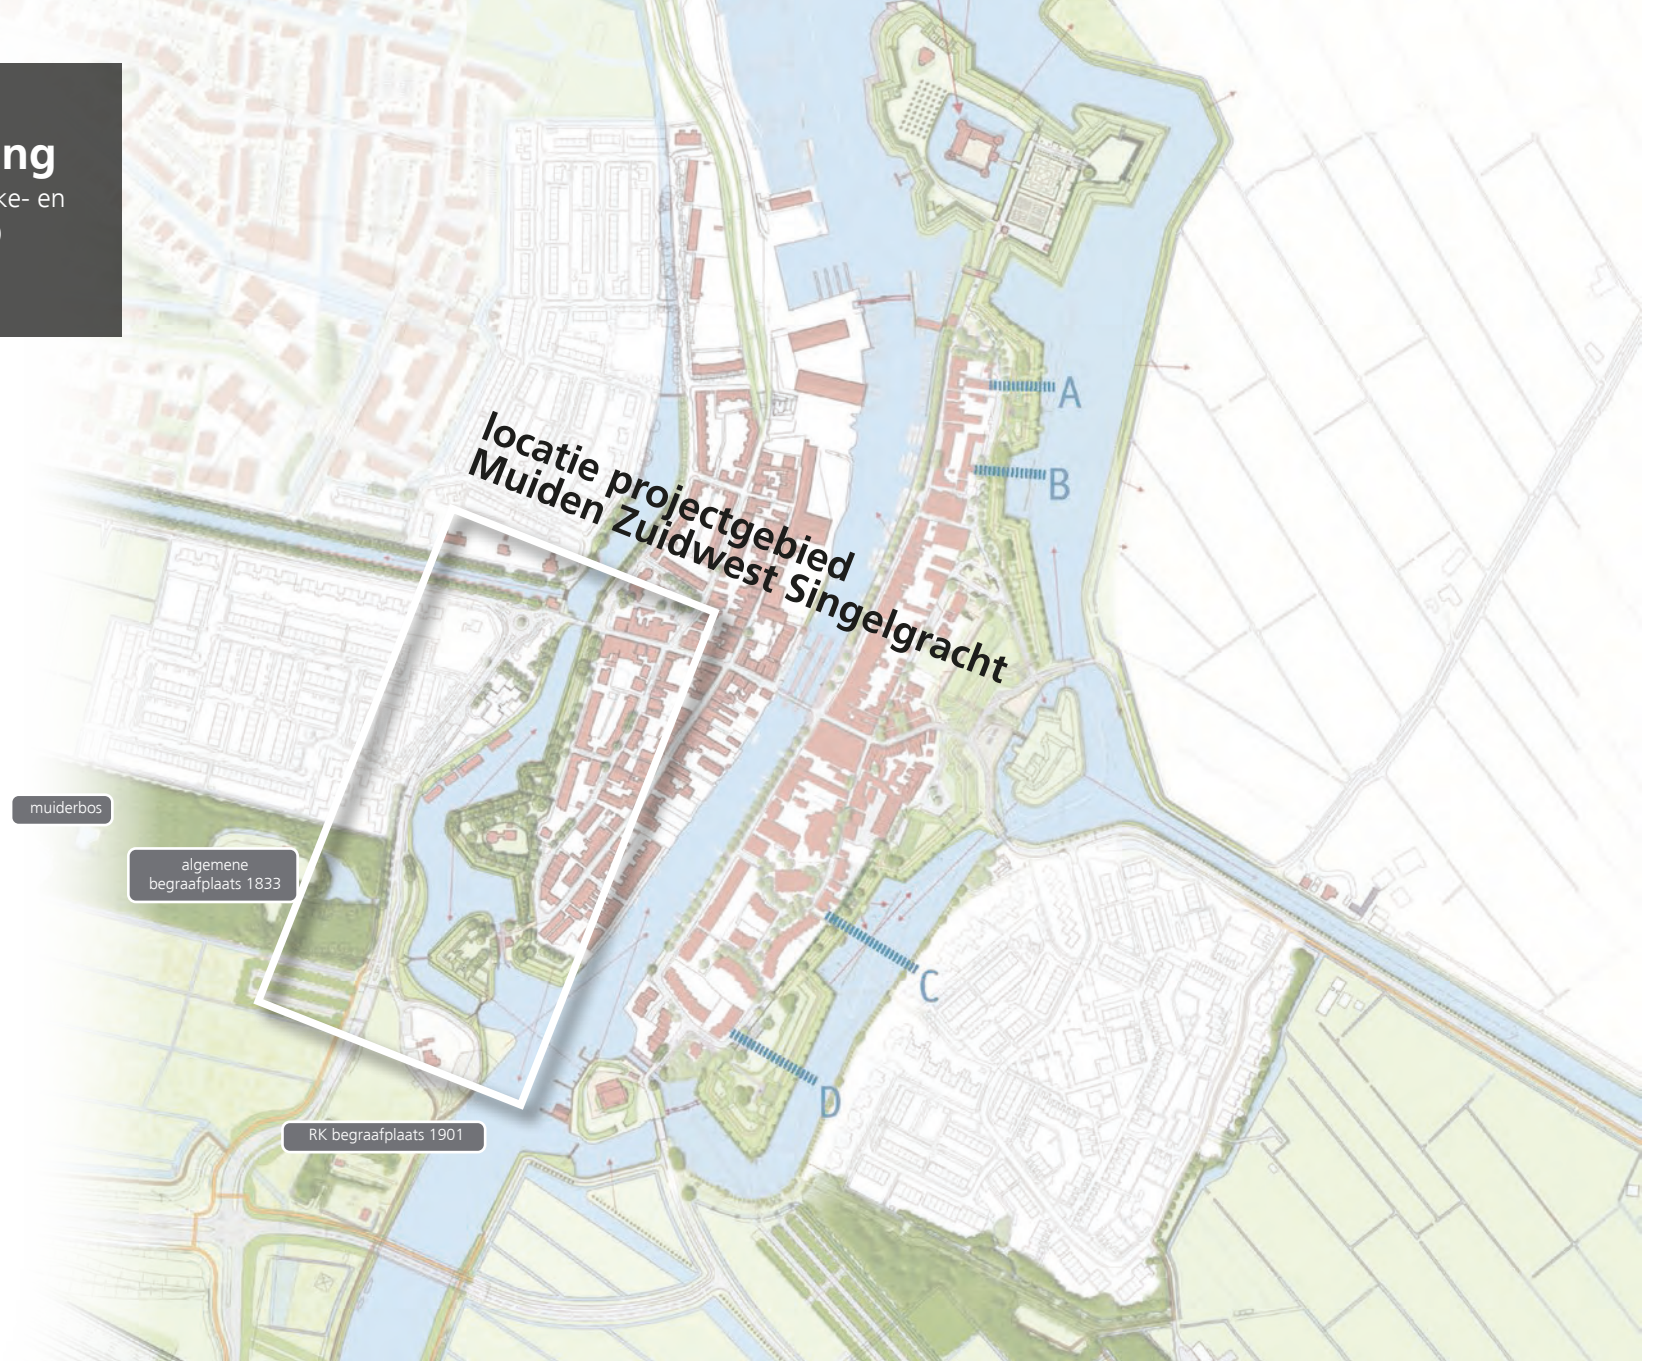 ng
ke- en
)
locatie projectgebied
Muiden Zuidwest Singelgracht
A
B
muiderbos
algemene
begraafplaats 1833
C
D
RK begraafplaats 1901